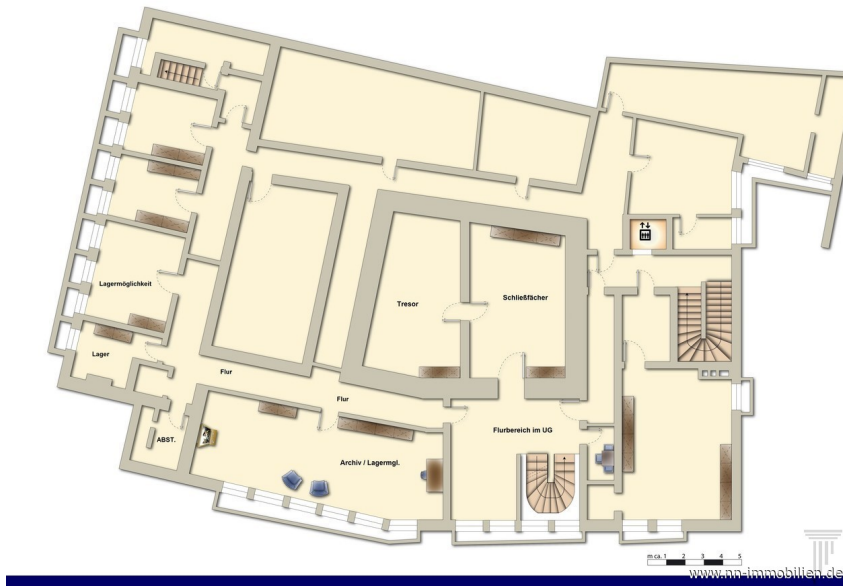 Lagermöglichkeit
Tresor
Schließfächer
Lager
Flur
Flur
Flurbereich im UG
ABST.
Archiv / Lagermgl.
m ca. 1 2 3 4 5
www.nn-immobilien.de